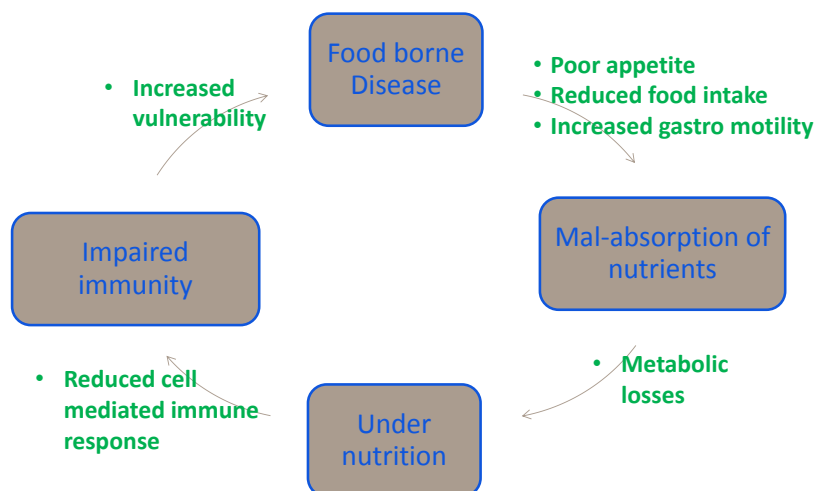 Food borne
Disease
• Poor appetite
• Reduced food intake
• Increased gastro motility
Mal-absorption of
nutrients
• Metabolic
losses
Under
nutrition
• Reduced cell
mediated immune
response
Impaired
immunity
• Increased
vulnerability